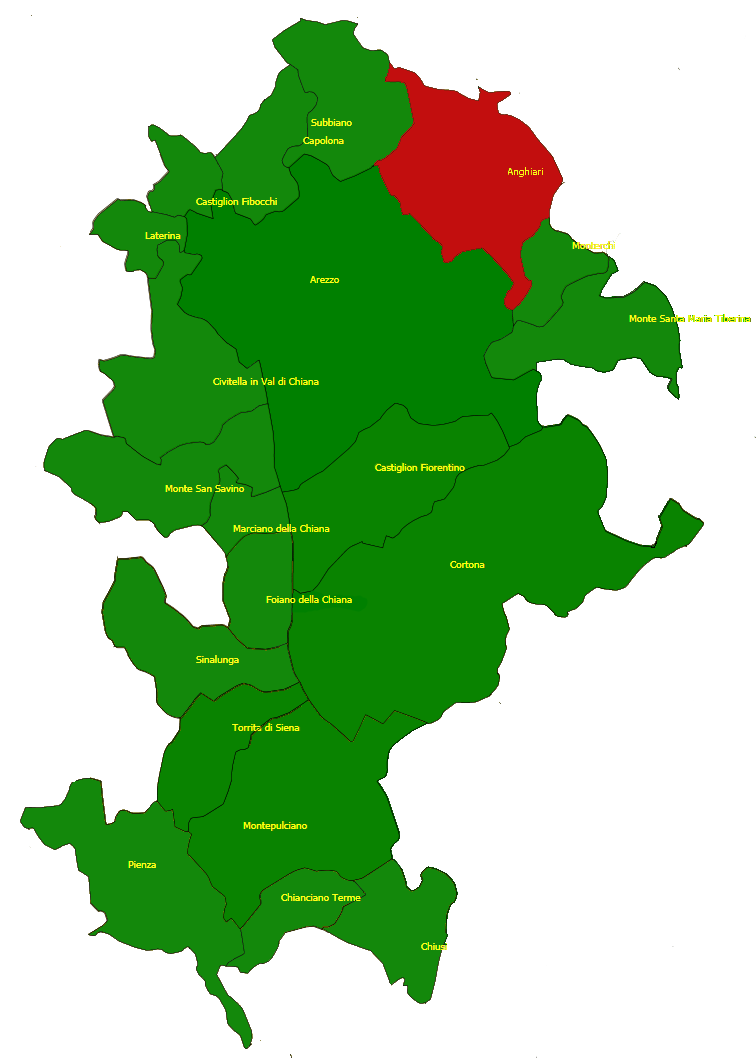 Subbiano
Capolona
Anghiari
Castiglion Fibocchi
Laterina
Monterchi
Arezzo
Monte Santa Maria Tiberina
Civitella in Val di Chiana
Castiglion Fiorentino
Monte San Savino
Marciano della Chiana
Cortona
Foiano della Chiana
Sinalunga
Torrita di Siena
Montepulciano
Pienza
Chianciano Terme
Chiusi